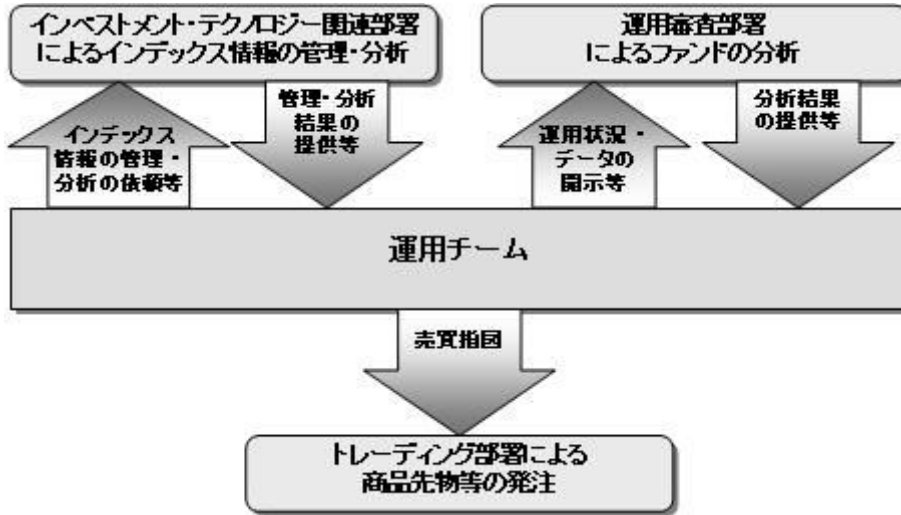 インベストメント・テクノロジー関連部署
によるインデックス情報の管理・分析
運用審査部署
によるファンドの分析
インデックス
情報の管理・
分析の依頼等
管理・分析
結果の
提供等
運用状況・
データの
開示等
分析結果
の提供等
運用チーム
売買指図
トレーディング部署による
商品先物等の発注